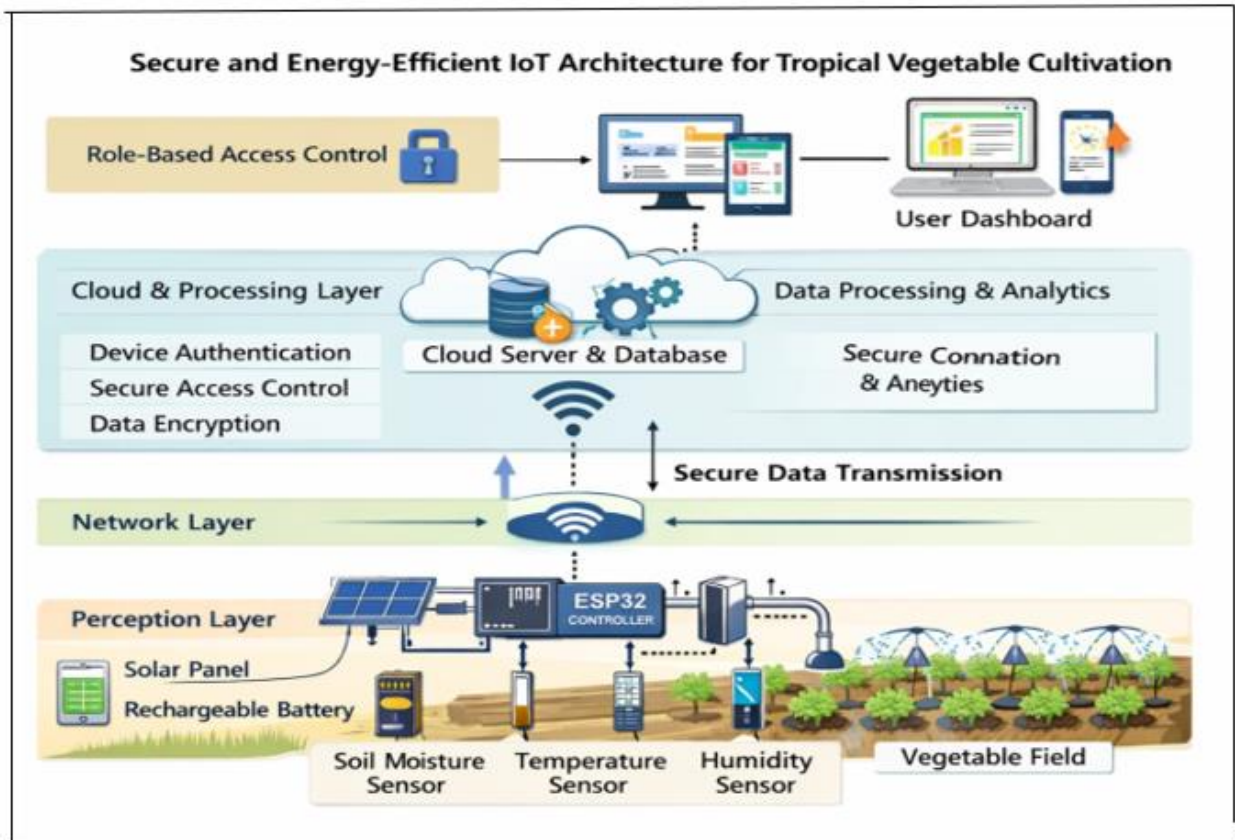 Secure and Energy-Efficient IoT Architecture for Tropical Vegetable Cultivation
Role-Based Access Control
User Dashboard
Cloud & Processing Layer
Data Processing & Analytics
Device Authentication
Secure Access Control
Data Encryption
Cloud Server & Database
Secure Connation
& Aneyties
Secure Data Transmission
Network Layer
Perception Layer
ESP32
CONTROLLER
Solar Panel
Rechargeable Battery
Soil Moisture
Sensor
Temperature
Sensor
Humidity
Sensor
Vegetable Field